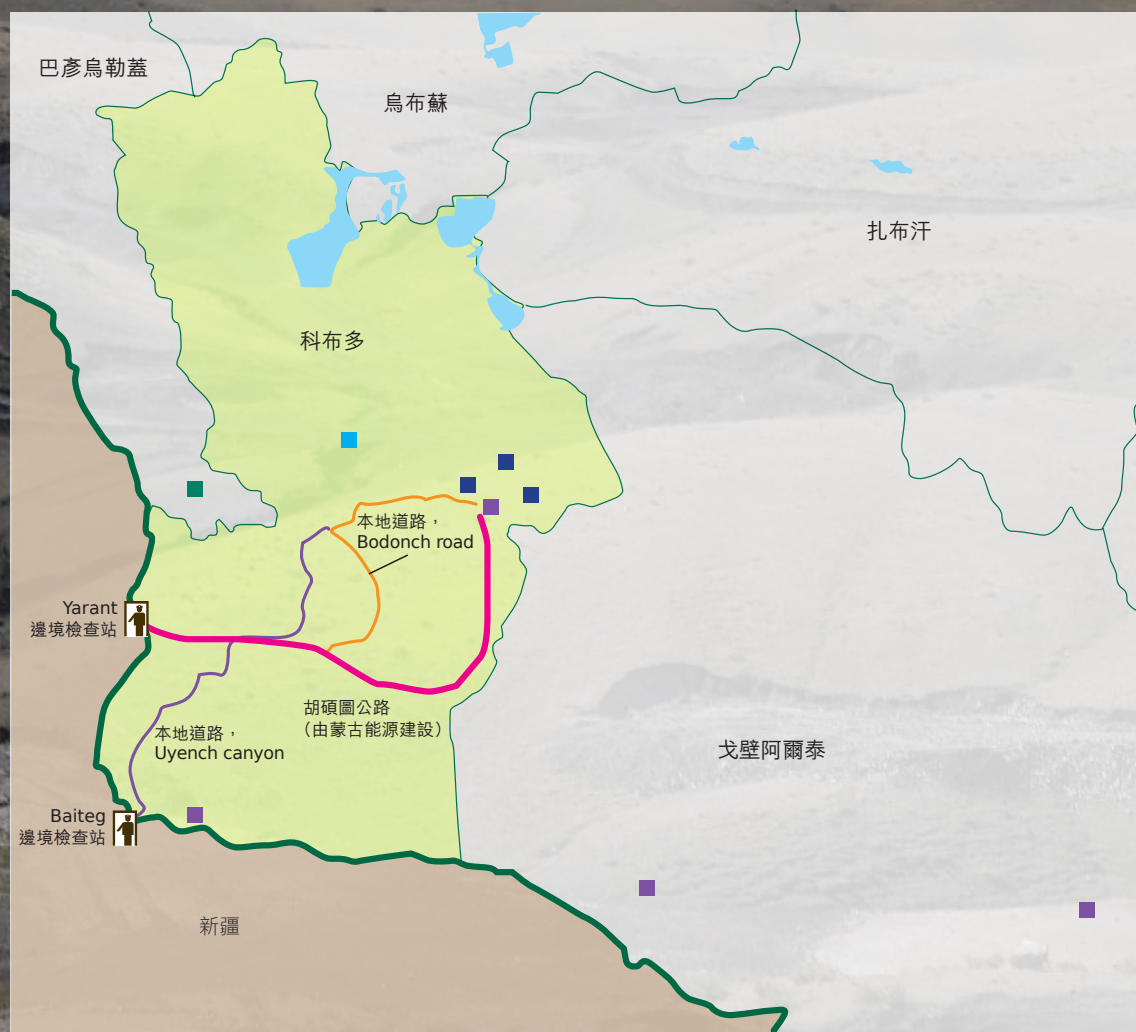 巴彥烏勒蓋
烏布蘇
扎布汗
科布多
本地道路，
Bodonch road
Yarant
邊境檢查站
胡碩圖公路
（由蒙古能源建設）
本地道路，
Uyench canyon
戈壁阿爾泰
Baiteg
邊境檢查站
新疆